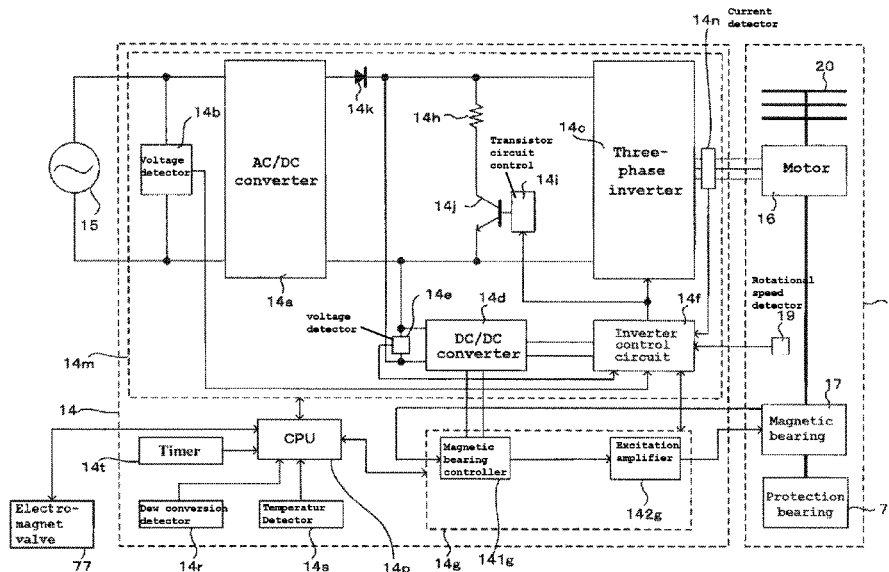 14n
Current
detector
14b
Voltage
detector
AC/DC
converter
14k
14h
14c
Three-
phase
inverter
Transistor
circuit
control
14i
14j
20
Motor
16
15
14a
voltage
detector
14e
14d
DC/DC
converter
14f
Inverter
control
circuit
Rotational
speed
detector
19
14m
14
CPU
Timer
14t
Dew conversion
detector
Temperatur
Detector
Electro-
magnet
valve
77
14r
14s
14p
Magnetic
bearing
controller
Excitation
amplifier
142g
14g
141g
17
Magnetic
bearing
Protection
bearing
7